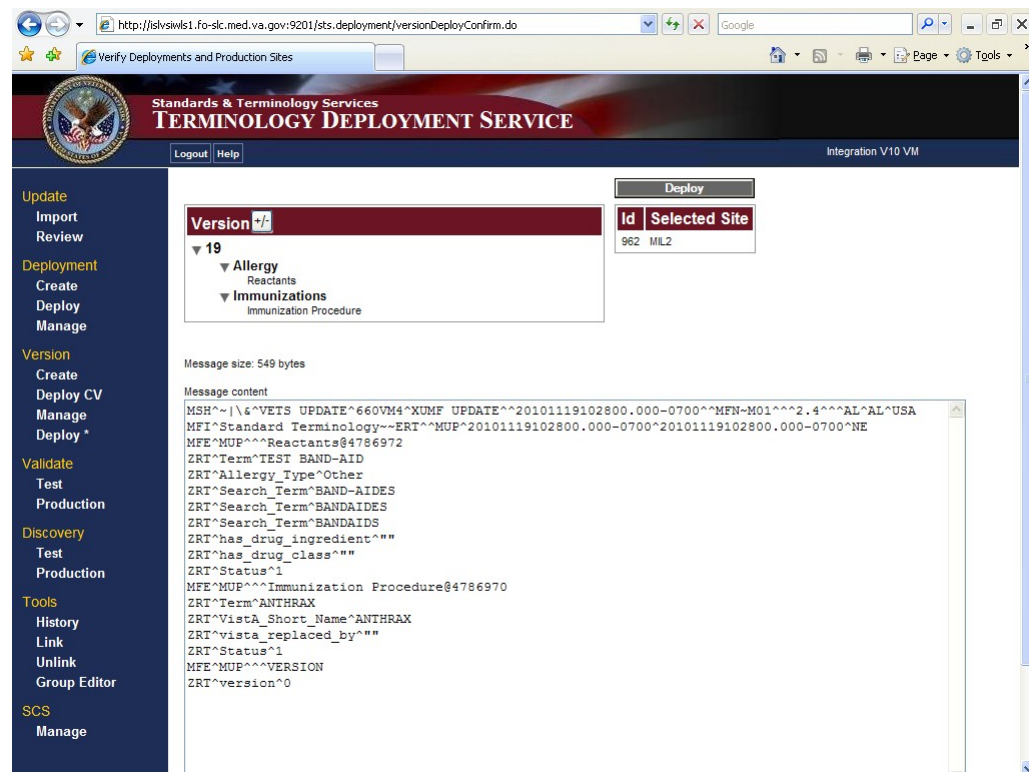 http://islvsiwls1.fo-slc.med.va.gov:9201/sts.deployment/versionDeployConfirm.do
Google
Verify Deployments and Production Sites
Page
Tools
Standards & Terminology Services
TERMINOLOGY DEPLOYMENT SERVICE
Logout Help
Integration V10 VM
Update
Import
Review
Deployment
Create
Deploy
Manage
Version
Create
Deploy CV
Manage
Deploy *
Validate
Test
Production
Discovery
Test
Production
Tools
History
Link
Unlink
Group Editor
SCS
Manage
Deploy
Version +/-
19
Allergy
Reactants
Immunizations
Immunization Procedure
Id Selected Site
962 MIL2
Message size: 549 bytes
Message content
MSH^~|\&^VETS UPDATE^660VM4^XUMF UPDATE^^20101119102800.000-0700^^MFN~M01^^^2.4^^^AL^AL^USA
MFI^Standard Terminology~~ERT^^MUP^20101119102800.000-0700^20101119102800.000-0700^NE
MFE^MUP^^^Reactants@4786972
ZRT^Term^TEST BAND-AID
ZRT^Allergy_Type^Other
ZRT^Search_Term^BAND-AIDES
ZRT^Search_Term^BANDAIDES
ZRT^Search_Term^BANDAIDS
ZRT^has_drug_ingredient^""
ZRT^has_drug_class^""
ZRT^Status^1
MFE^MUP^^^Immunization Procedure@4786970
ZRT^Term^ANTHRAX
ZRT^VistA_Short_Name^ANTHRAX
ZRT^vista_replaced_by^""
ZRT^Status^1
MFE^MUP^^^VERSION
ZRT^version^0